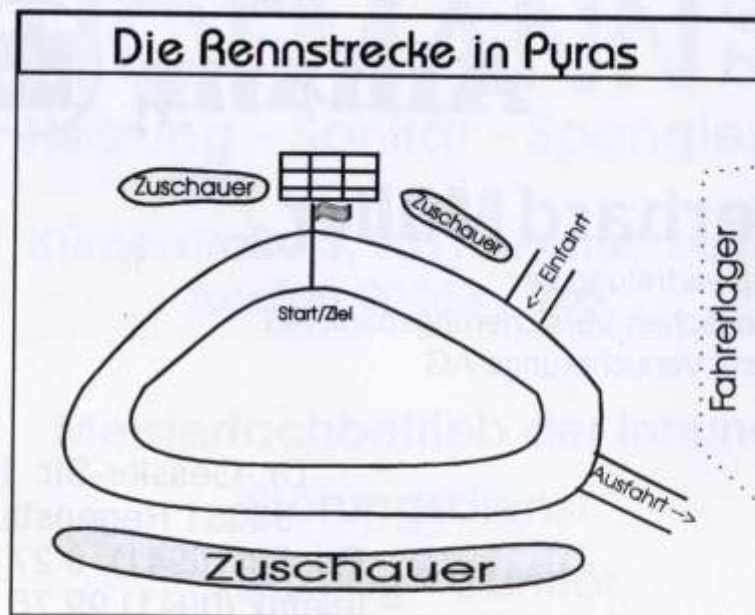 Die Rennstrecke in Pyras
Zuschauer
Zuschauer
<-- Einfahrt
Start/Ziel
Fahrerlager
Ausfahrt -->
Zuschauer